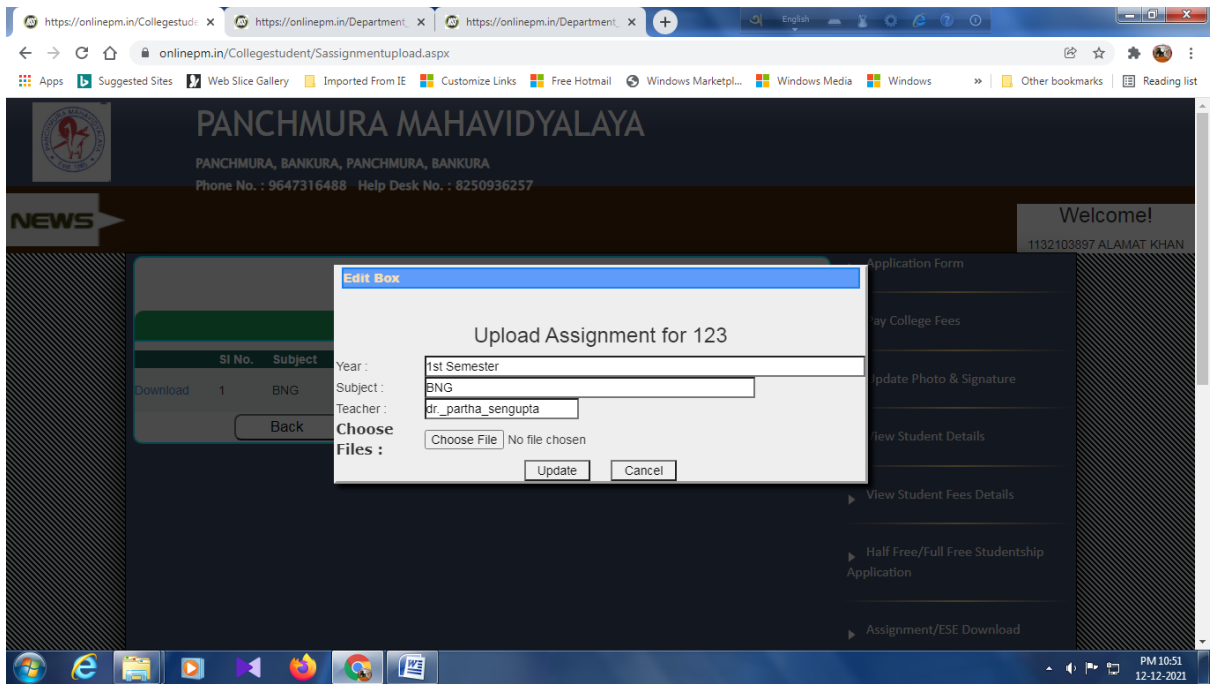 https://onlinepm.in/Collegestude
https://onlinepm.in/Department_
https://onlinepm.in/Department_
English
onlinepm.in/Collegestudent/Sassignmentupload.aspx
Apps Suggested Sites Web Slice Gallery Imported From IE Customize Links Free Hotmail Windows Marketpl... Windows Media Windows » Other bookmarks Reading list
PANCHMURA MAHAVIDYALAYA
PANCHMURA, BANKURA, PANCHMURA, BANKURA
Phone No. : 9647316488 Help Desk No. : 8250936257
NEWS
Welcome!
1132103897 ALAMAT KHAN
Edit Box
Upload Assignment for 123
Year : 1st Semester
Subject : BNG
Teacher : dr._partha_sengupta
Choose Files : Choose File No file chosen
Update Cancel
Sl No. Subject
Download 1 BNG
Back
Application Form
Pay College Fees
Update Photo & Signature
View Student Details
View Student Fees Details
Half Free/Full Free Studentship
Application
Assignment/ESE Download
PM 10:51
12-12-2021